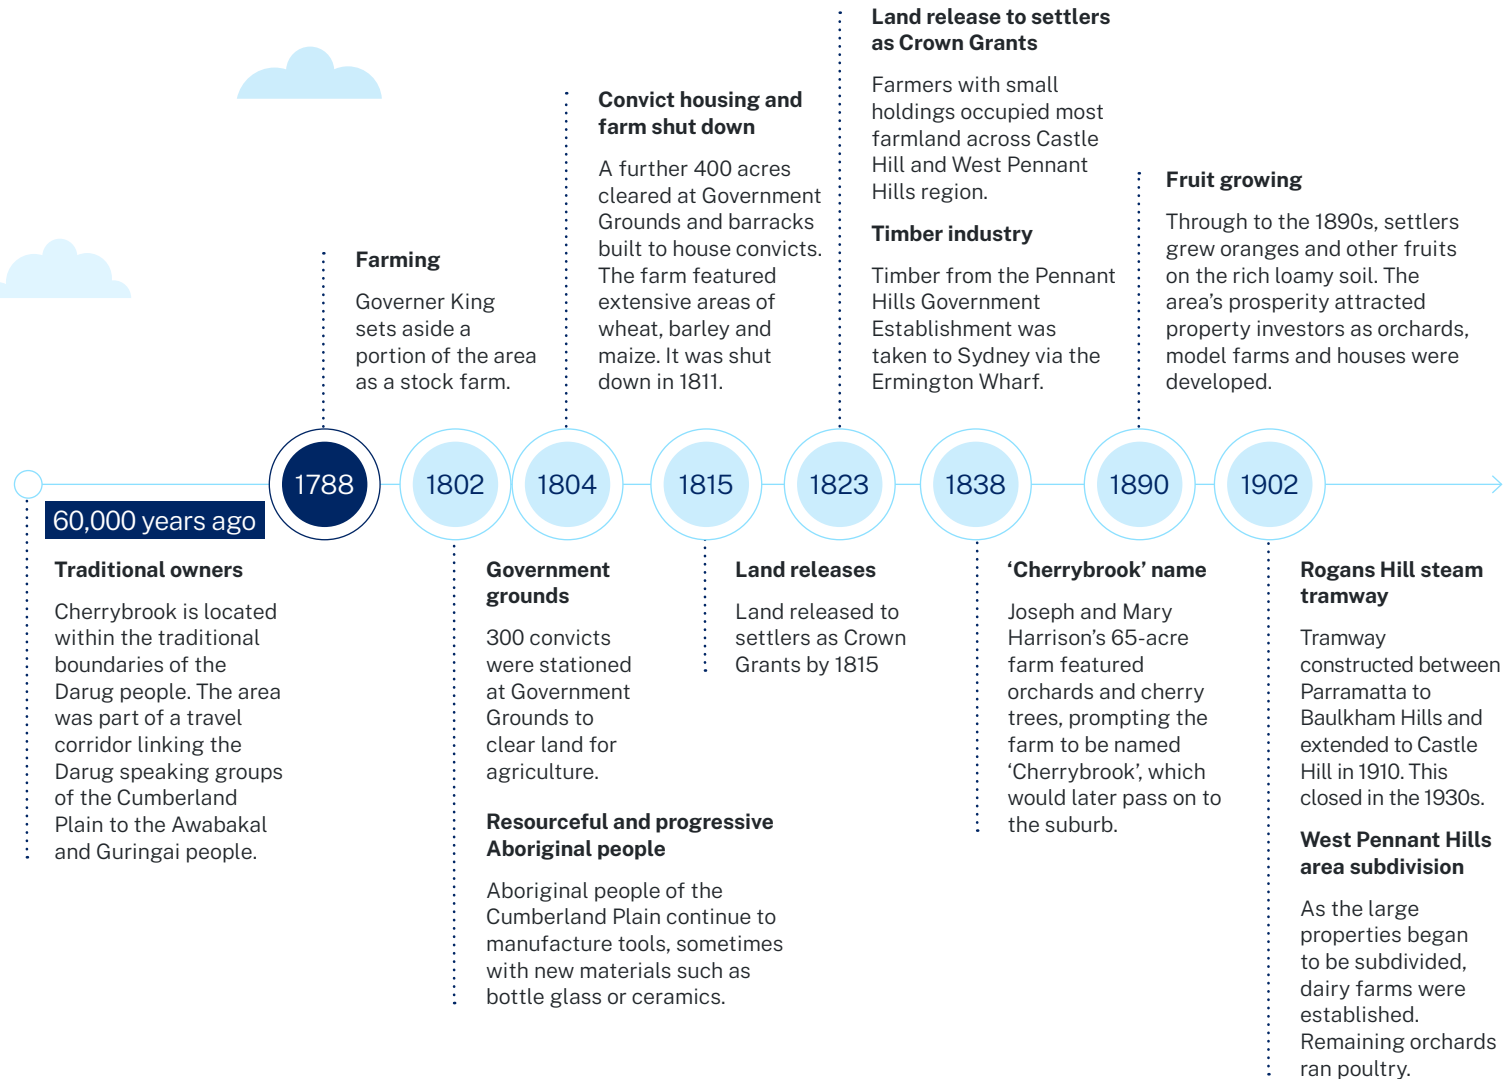 60,000 years ago
Traditional owners
Cherrybrook is located
within the traditional
boundaries of the
Darug people. The area
was part of a travel
corridor linking the
Darug speaking groups
of the Cumberland
Plain to the Awabakal
and Guringai people.
1788
Farming
Governer King
sets aside a
portion of the area
as a stock farm.
1802
Government
grounds
300 convicts
were stationed
at Government
Grounds to
clear land for
agriculture.
Resourceful and progressive
Aboriginal people
Aboriginal people of the
Cumberland Plain continue to
manufacture tools, sometimes
with new materials such as
bottle glass or ceramics.
1804
Convict housing and
farm shut down
A further 400 acres
cleared at Government
Grounds and barracks
built to house convicts.
The farm featured
extensive areas of
wheat, barley and
maize. It was shut
down in 1811.
1815
Land releases
Land released to
settlers as Crown
Grants by 1815
1823
Land release to settlers
as Crown Grants
Farmers with small
holdings occupied most
farmland across Castle
Hill and West Pennant
Hills region.
Timber industry
Timber from the Pennant
Hills Government
Establishment was
taken to Sydney via the
Ermington Wharf.
1838
‘Cherrybrook’ name
Joseph and Mary
Harrison’s 65-acre
farm featured
orchards and cherry
trees, prompting the
farm to be named
‘Cherrybrook’, which
would later pass on to
the suburb.
1890
Fruit growing
Through to the 1890s, settlers
grew oranges and other fruits
on the rich loamy soil. The
area’s prosperity attracted
property investors as orchards,
model farms and houses were
developed.
1902
Rogans Hill steam
tramway
Tramway
constructed between
Parramatta to
Baulkham Hills and
extended to Castle
Hill in 1910. This
closed in the 1930s.
West Pennant Hills
area subdivision
As the large
properties began
to be subdivided,
dairy farms were
established.
Remaining orchards
ran poultry.